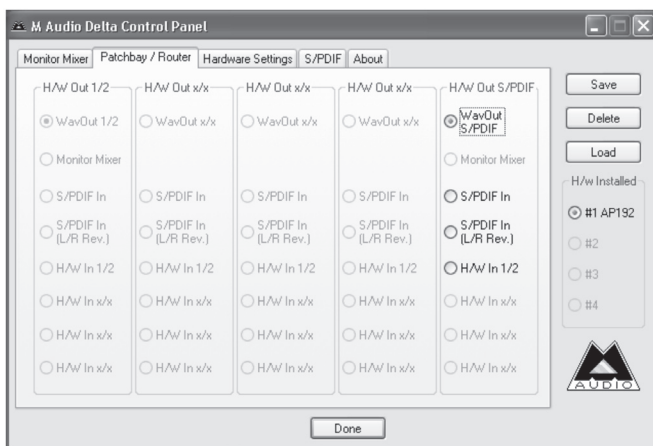 M Audio Delta Control Panel
Monitor Mixer Patchbay / Router Hardware Settings S/PDIF About
H/W Out 1/2 H/W Out x/x H/W Out x/x H/W Out x/x H/W Out S/PDIF
WavOut 1/2 WavOut x/x WavOut x/x WavOut x/x WavOut
S/PDIF
Monitor Mixer Monitor Mixer
S/PDIF In S/PDIF In S/PDIF In S/PDIF In S/PDIF In
S/PDIF In S/PDIF In S/PDIF In S/PDIF In S/PDIF In
(L/R Rev.) (L/R Rev.) (L/R Rev.) (L/R Rev.) (L/R Rev.)
H/W In 1/2 H/W In 1/2 H/W In 1/2 H/W In 1/2 H/W In 1/2
H/W In x/x H/W In x/x H/W In x/x H/W In x/x H/W In x/x
H/W In x/x H/W In x/x H/W In x/x H/W In x/x H/W In x/x
H/W In x/x H/W In x/x H/W In x/x H/W In x/x H/W In x/x
Save
Delete
Load
H/w Installed
#1 AP192
#2
#3
#4
M AUDIO
Done